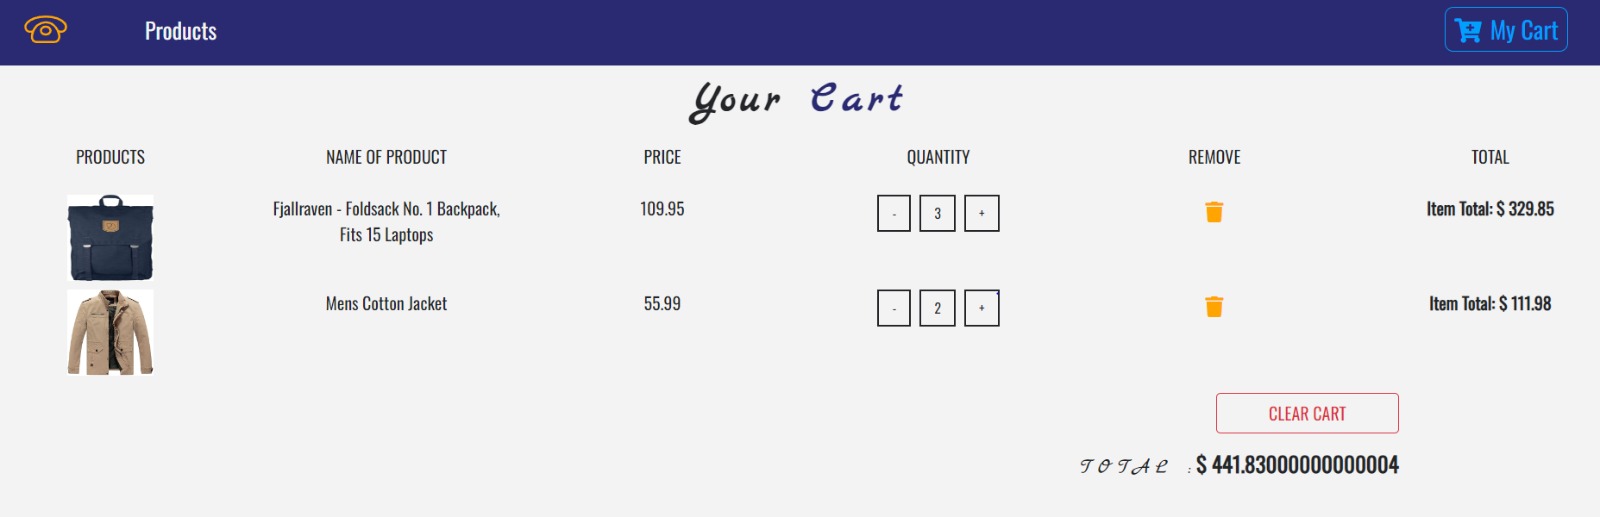 Products
My Cart
Your Cart
PRODUCTS NAME OF PRODUCT PRICE QUANTITY REMOVE TOTAL
Fjallraven - Foldsack No. 1 Backpack, 109.95 - 3 + Item Total: $ 329.85
Fits 15 Laptops
Mens Cotton Jacket 55.99 - 2 + Item Total: $ 111.98
CLEAR CART
TOTAL : $ 441.83000000000004